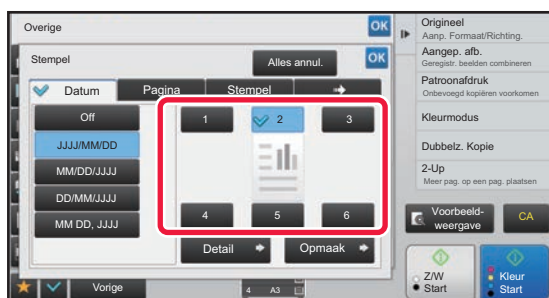 Overige
OK
Stempel
Alles annul.
OK
Datum
Pagina
Stempel
Off
JJJJ/MM/DD
MM/DD/JJJJ
DD/MM/JJJJ
MM DD, JJJJ
1
2
3
4
5
6
Detail
Opmaak
Vorige
4
A3
Origineel
Aanp. Formaat/Richting.
Aangep. afb.
Geregistr. beelden combineren
Patroonafdruk
Onbevoegd kopiëren voorkomen
Kleurmodus
Dubbelz. Kopie
2-Up
Meer pag. op een pag. plaatsen
Voorbeeld-
weergave
CA
Z/W
Start
Kleur
Start